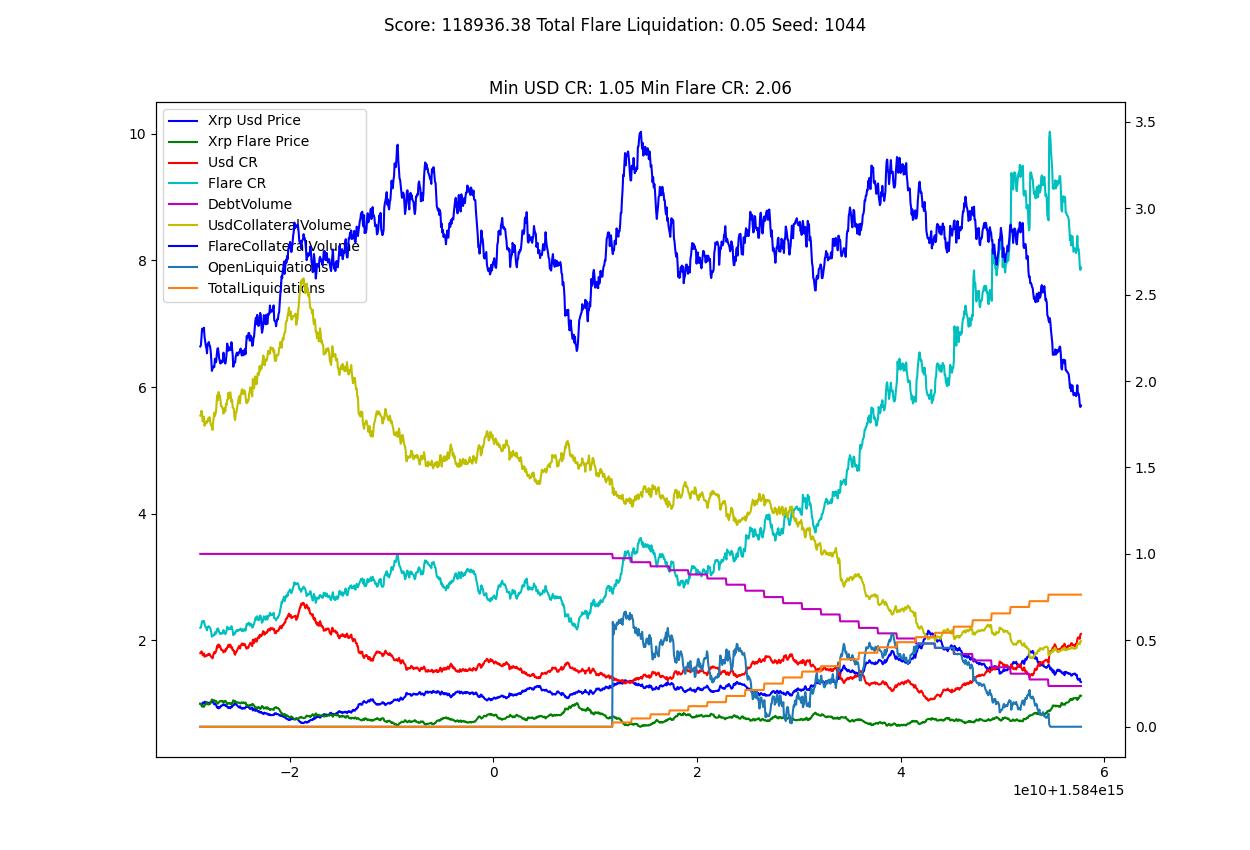 Score: 118936.38 Total Flare Liquidation: 0.05 Seed: 1044
Min USD CR: 1.05 Min Flare CR: 2.06
Xrp Usd Price
Xrp Flare Price
Usd CR
Flare CR
DebtVolume
UsdCollateralVolume
FlareCollateralVolume
OpenLiquidations
TotalLiquidations
10
8
6
4
2
3.5
3.0
2.5
2.0
1.5
1.0
0.5
0.0
−2 0 2 4 6
1e10+1.584e15